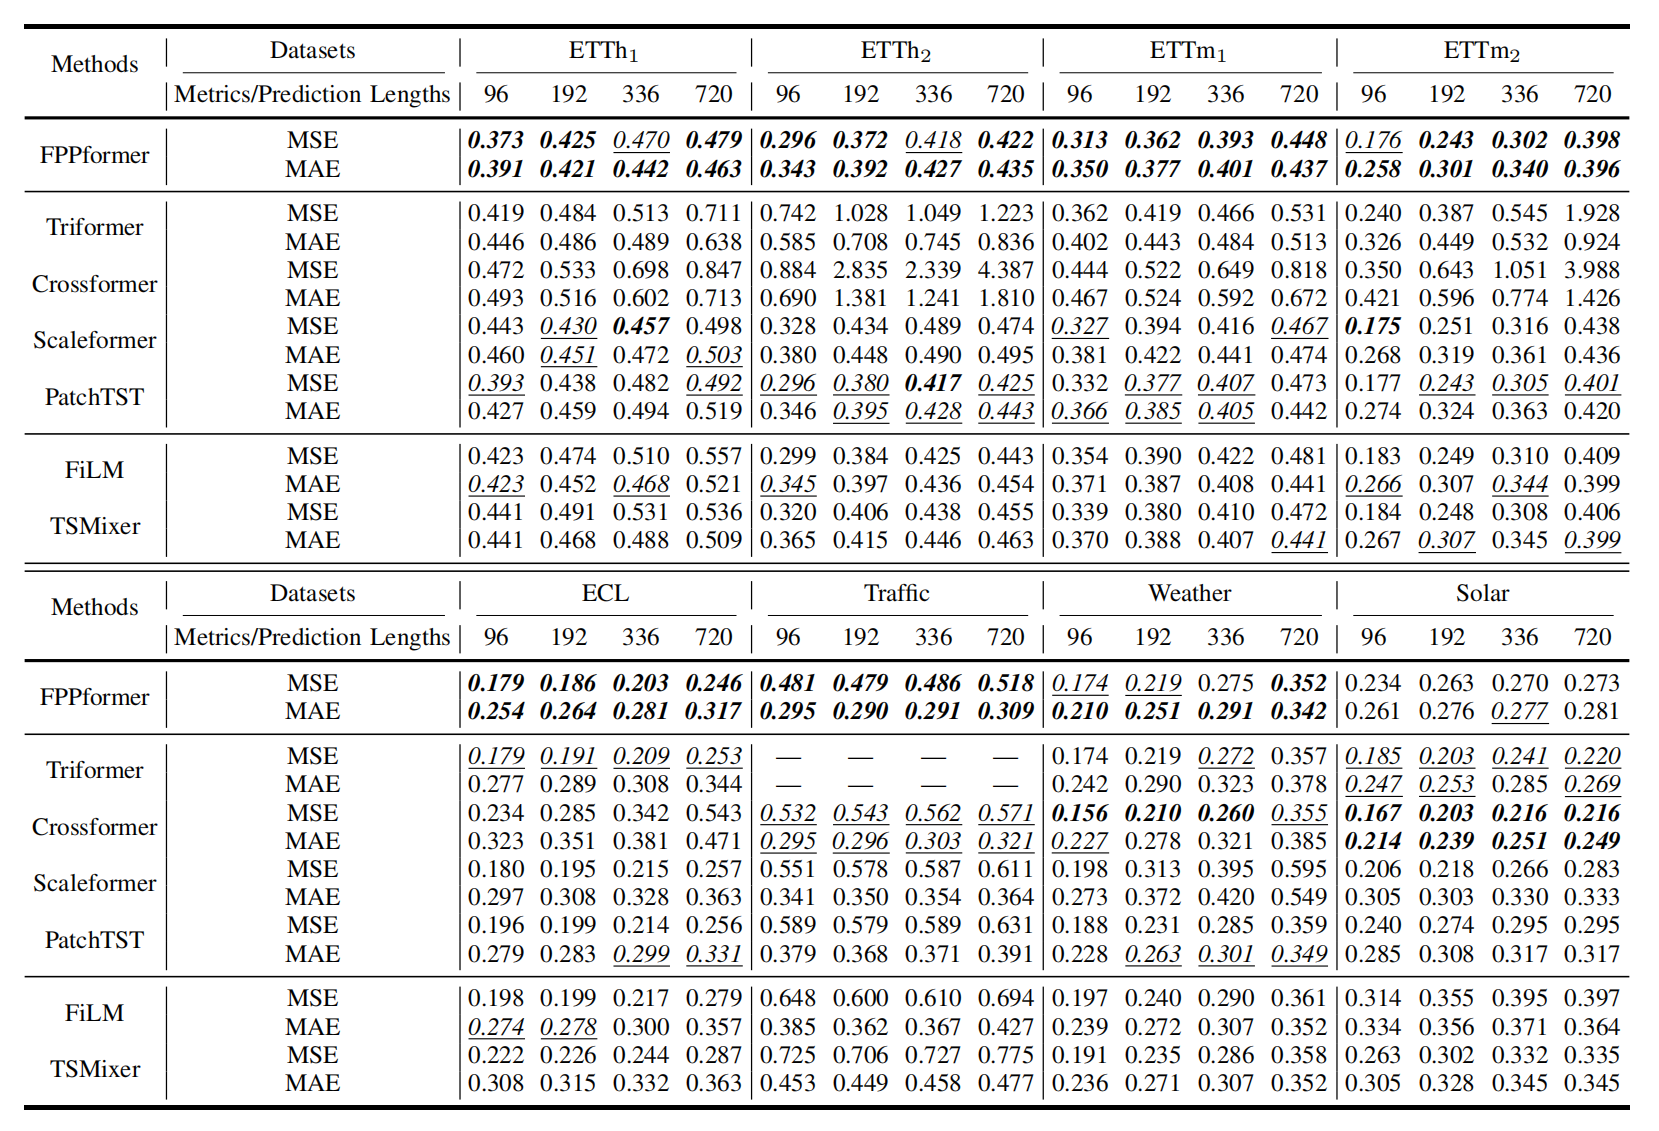 Methods Datasets ETTh1 ETTh2 ETTm1 ETTm2
Metrics/Prediction Lengths 96 192 336 720 96 192 336 720 96 192 336 720 96 192 336 720
FPPformer MSE 0.373 0.425 0.470 0.479 0.296 0.372 0.418 0.422 0.313 0.362 0.393 0.448 0.176 0.243 0.302 0.398
MAE 0.391 0.421 0.442 0.463 0.343 0.392 0.427 0.435 0.350 0.377 0.401 0.437 0.258 0.301 0.340 0.396
Triformer MSE 0.419 0.484 0.513 0.711 0.742 1.028 1.049 1.223 0.362 0.419 0.466 0.531 0.240 0.387 0.545 1.928
MAE 0.446 0.486 0.489 0.638 0.585 0.708 0.745 0.836 0.402 0.443 0.484 0.513 0.326 0.449 0.532 0.924
Crossformer MSE 0.472 0.533 0.698 0.847 0.884 2.835 2.339 4.387 0.444 0.522 0.649 0.818 0.350 0.643 1.051 3.988
MAE 0.493 0.516 0.602 0.713 0.690 1.381 1.241 1.810 0.467 0.524 0.592 0.672 0.421 0.596 0.774 1.426
Scaleformer MSE 0.443 0.430 0.457 0.498 0.328 0.434 0.489 0.474 0.327 0.394 0.416 0.467 0.175 0.251 0.316 0.438
MAE 0.460 0.451 0.472 0.503 0.380 0.448 0.490 0.495 0.381 0.422 0.441 0.474 0.268 0.319 0.361 0.436
PatchTST MSE 0.393 0.438 0.482 0.492 0.296 0.380 0.417 0.425 0.332 0.377 0.407 0.473 0.177 0.243 0.305 0.401
MAE 0.427 0.459 0.494 0.519 0.346 0.395 0.428 0.443 0.366 0.385 0.405 0.442 0.274 0.324 0.363 0.420
FiLM MSE 0.423 0.474 0.510 0.557 0.299 0.384 0.425 0.443 0.354 0.390 0.422 0.481 0.183 0.249 0.310 0.409
MAE 0.423 0.452 0.468 0.521 0.345 0.397 0.436 0.454 0.371 0.387 0.408 0.441 0.266 0.307 0.344 0.399
TSMixer MSE 0.441 0.491 0.531 0.536 0.320 0.406 0.438 0.455 0.339 0.380 0.410 0.472 0.184 0.248 0.308 0.406
MAE 0.441 0.468 0.488 0.509 0.365 0.415 0.446 0.463 0.370 0.388 0.407 0.441 0.267 0.307 0.345 0.399
Methods Datasets ECL Traffic Weather Solar
Metrics/Prediction Lengths 96 192 336 720 96 192 336 720 96 192 336 720 96 192 336 720
FPPformer MSE 0.179 0.186 0.203 0.246 0.481 0.479 0.486 0.518 0.174 0.219 0.275 0.352 0.234 0.263 0.270 0.273
MAE 0.254 0.264 0.281 0.317 0.295 0.290 0.291 0.309 0.210 0.251 0.291 0.342 0.261 0.276 0.277 0.281
Triformer MSE 0.179 0.191 0.209 0.253 — — — — 0.174 0.219 0.272 0.357 0.185 0.203 0.241 0.220
MAE 0.277 0.289 0.308 0.344 — — — — 0.242 0.290 0.323 0.378 0.247 0.253 0.285 0.269
Crossformer MSE 0.234 0.285 0.342 0.543 0.532 0.543 0.562 0.571 0.156 0.210 0.260 0.355 0.167 0.203 0.216 0.216
MAE 0.323 0.351 0.381 0.471 0.295 0.296 0.303 0.321 0.227 0.278 0.321 0.385 0.214 0.239 0.251 0.249
Scaleformer MSE 0.180 0.195 0.215 0.257 0.551 0.578 0.587 0.611 0.198 0.313 0.395 0.595 0.206 0.218 0.266 0.283
MAE 0.297 0.308 0.328 0.363 0.341 0.350 0.354 0.364 0.273 0.372 0.420 0.549 0.305 0.303 0.330 0.333
PatchTST MSE 0.196 0.199 0.214 0.256 0.589 0.579 0.589 0.631 0.188 0.231 0.285 0.359 0.240 0.274 0.295 0.295
MAE 0.279 0.283 0.299 0.331 0.379 0.368 0.371 0.391 0.228 0.263 0.301 0.349 0.285 0.308 0.317 0.317
FiLM MSE 0.198 0.199 0.217 0.279 0.648 0.600 0.610 0.694 0.197 0.240 0.290 0.361 0.314 0.355 0.395 0.397
MAE 0.274 0.278 0.300 0.357 0.385 0.362 0.367 0.427 0.239 0.272 0.307 0.352 0.334 0.356 0.371 0.364
TSMixer MSE 0.222 0.226 0.244 0.287 0.725 0.706 0.727 0.775 0.191 0.235 0.286 0.358 0.263 0.302 0.332 0.335
MAE 0.308 0.315 0.332 0.363 0.453 0.449 0.458 0.477 0.236 0.271 0.307 0.352 0.305 0.328 0.345 0.345